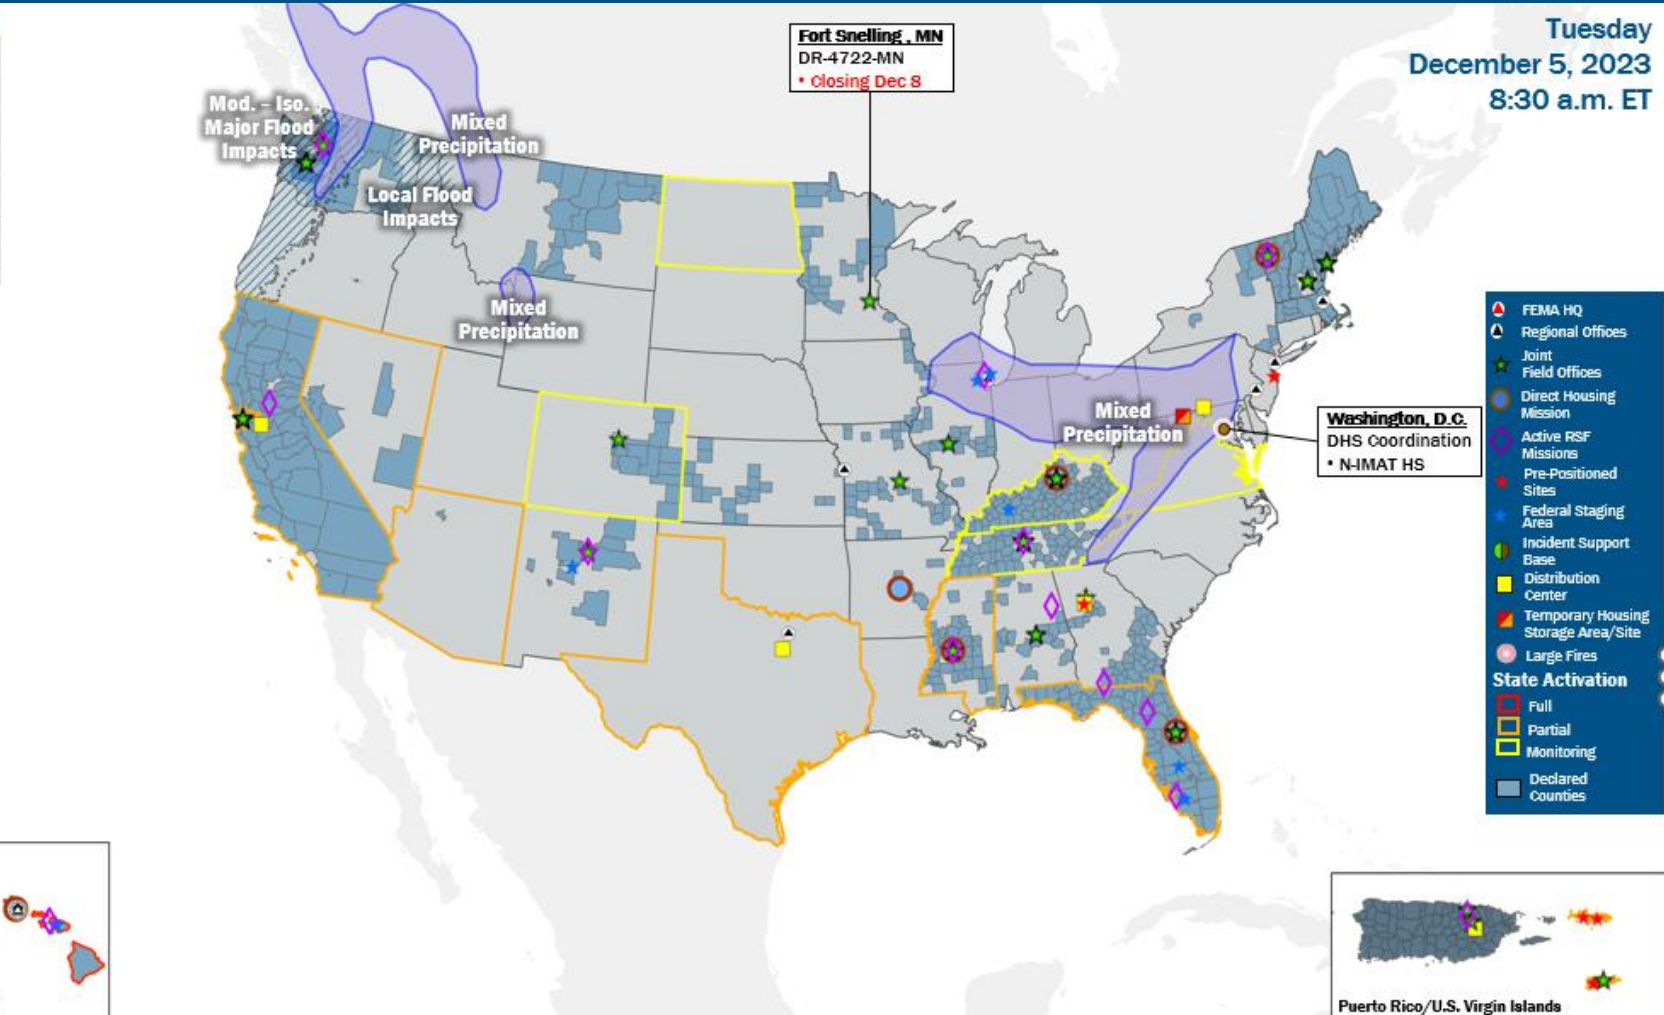 Tuesday
December 5, 2023
8:30 a.m. ET
Fort Snelling , MN
DR-4722-MN
• Closing Dec 8
Mod. – Iso.
Major Flood
Impacts
Mixed
Precipitation
Local Flood
Impacts
Mixed
Precipitation
Mixed
Precipitation
Washington, D.C.
DHS Coordination
• N-IMAT HS
FEMA HQ
Regional Offices
Joint
Field Offices
Direct Housing
Mission
Active RSF
Missions
Pre-Positioned
Sites
Federal Staging
Area
Incident Support
Base
Distribution
Center
Temporary Housing
Storage Area/Site
Large Fires
State Activation
Full
Partial
Monitoring
Declared
Counties
Puerto Rico/U.S. Virgin Islands